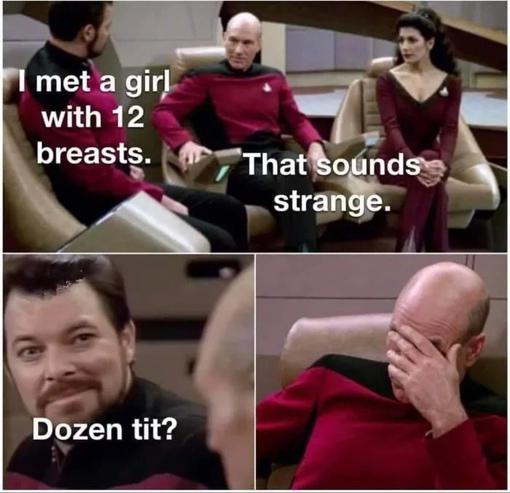 I met a girl
with 12
breasts.
That sounds
strange.
Dozen tit?